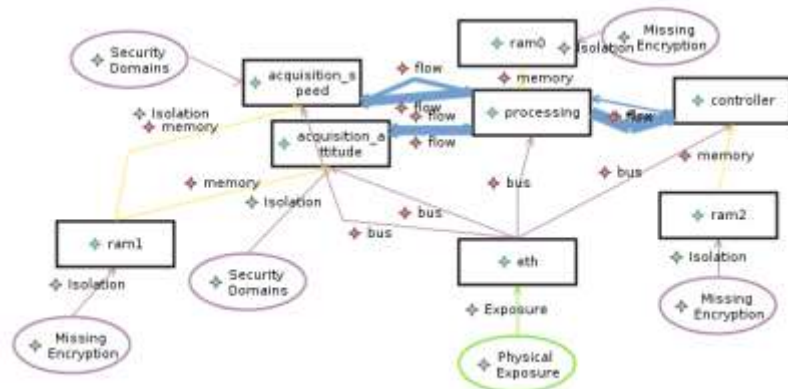 Security
Domains
acquisition_s
peed
flow
ram0
Isolation
Missing
Encryption
memory
flow
flow
processing
controller
Isolation
memory
acquisition_a
ttitude
flow
flow
memory
memory
Isolation
bus
bus
bus
bus
ram1
ram2
Isolation
Security
Domains
eth
Isolation
Missing
Encryption
Exposure
Missing
Encryption
Physical
Exposure